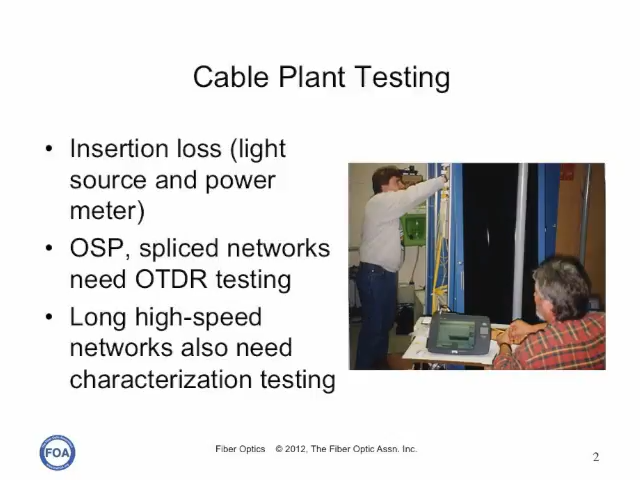 Cable Plant Testing
• Insertion loss (light
source and power
meter)
• OSP, spliced networks
need OTDR testing
• Long high-speed
networks also need
characterization testing
FOA
Fiber Optics © 2012, The Fiber Optic Assn. Inc.
2